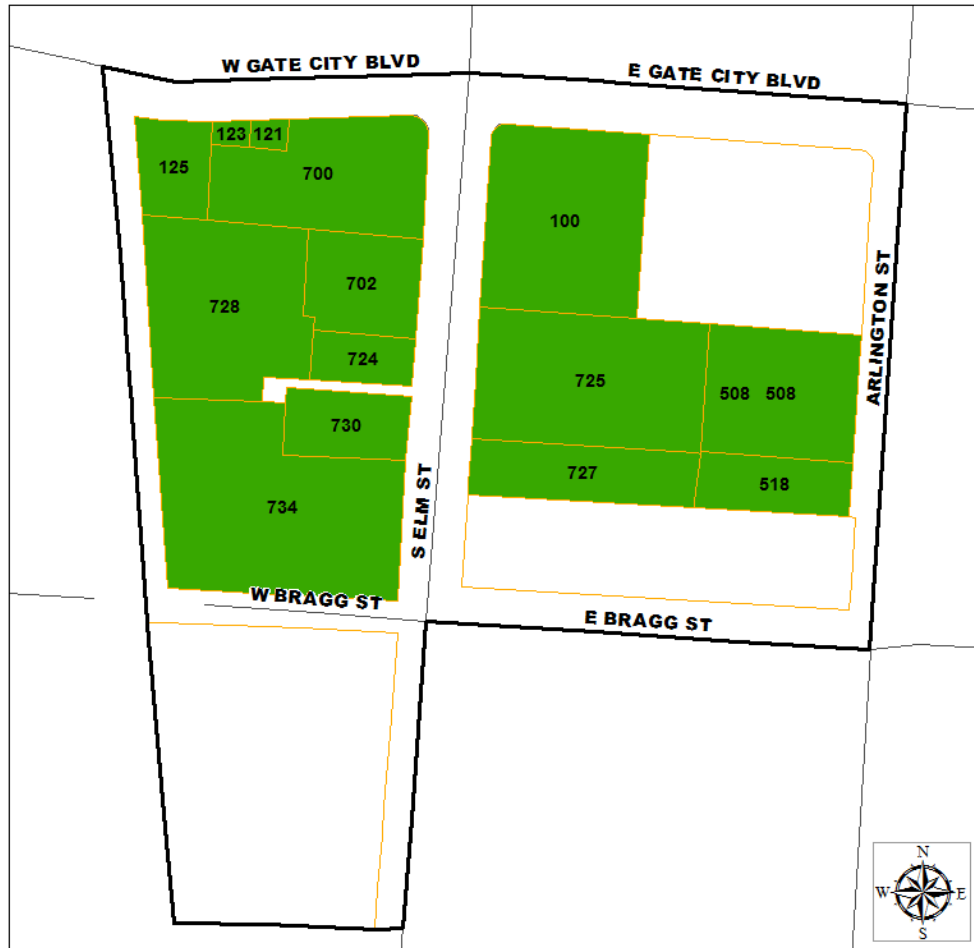 W GATE CITY BLVD
E GATE CITY BLVD
123
121
125
700
100
702
728
724
725
508 508
730
727
518
734
S ELM ST
ARLINGTON ST
W BRAGG ST
E BRAGG ST
N
W E
S